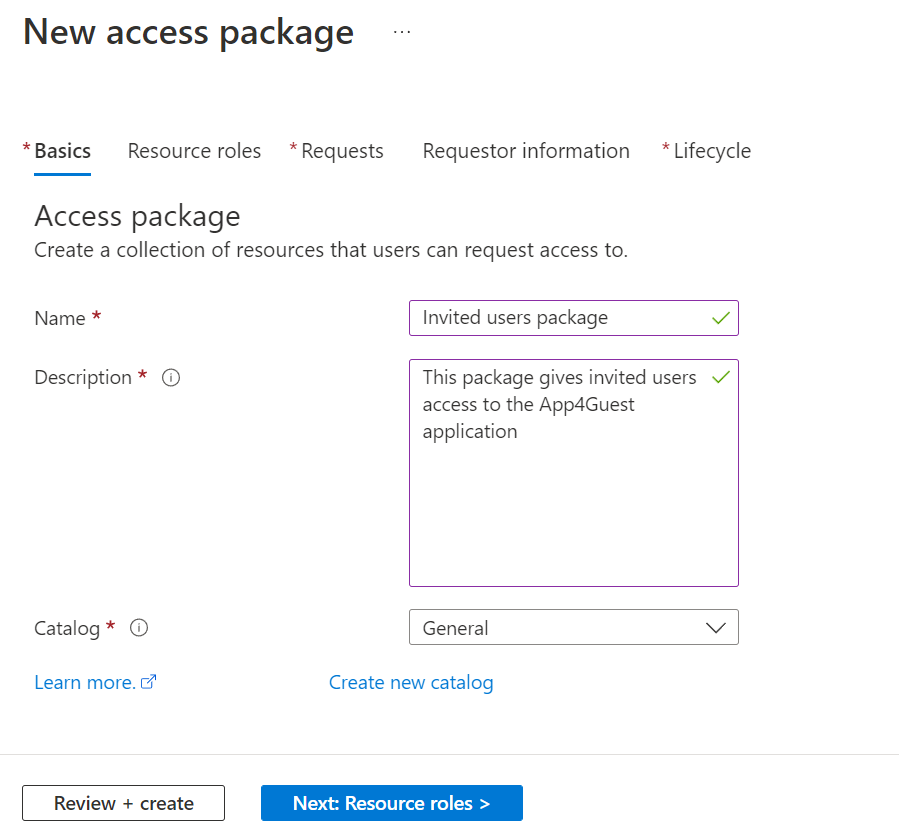 New access package ...
* Basics Resource roles * Requests Requestor information * Lifecycle
Access package
Create a collection of resources that users can request access to.
Name * Invited users package
Description * This package gives invited users
access to the App4Guest
application
Catalog * General
Learn more. Create new catalog
Review + create Next: Resource roles >